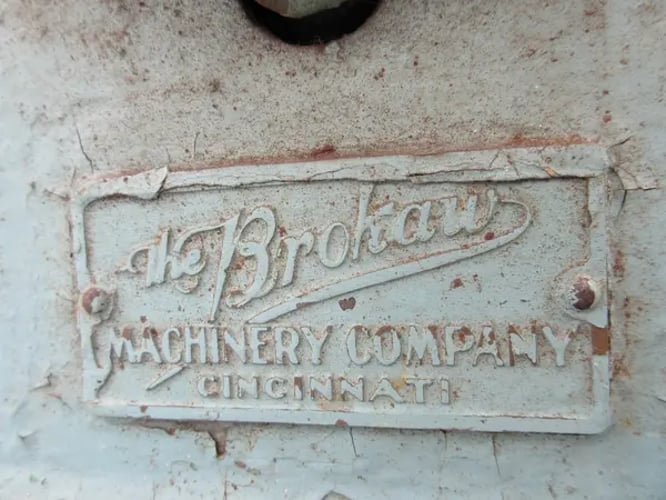 The Brokaw
MACHINERY COMPANY
CINCINNATI